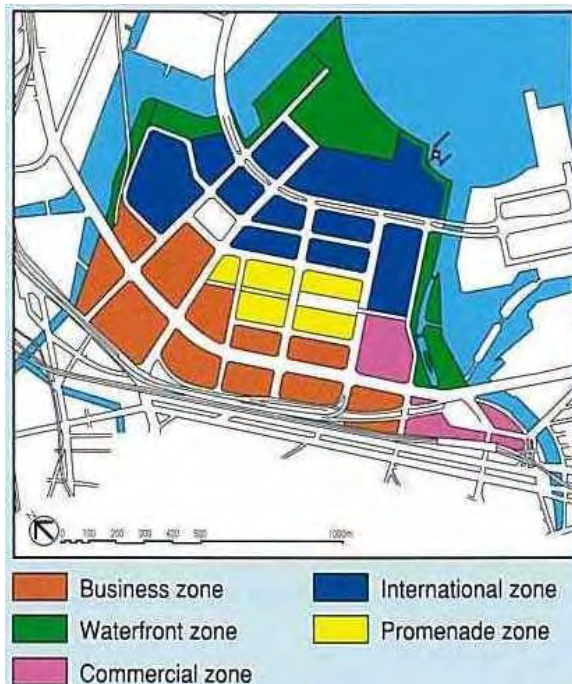 0 100 200 300 400 500 1000m
Business zone International zone
Waterfront zone Promenade zone
Commercial zone